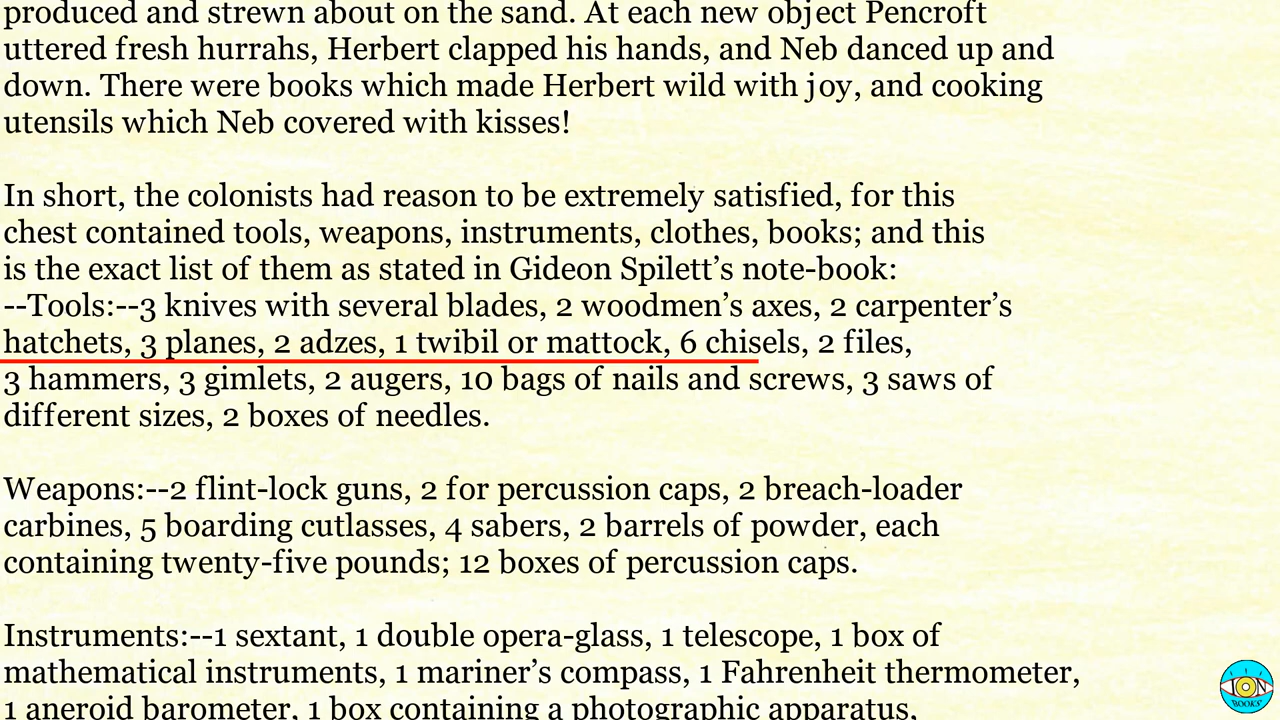 produced and strewn about on the sand. At each new object Pencroft
uttered fresh hurrahs, Herbert clapped his hands, and Neb danced up and
down. There were books which made Herbert wild with joy, and cooking
utensils which Neb covered with kisses!
In short, the colonists had reason to be extremely satisfied, for this
chest contained tools, weapons, instruments, clothes, books; and this
is the exact list of them as stated in Gideon Spilett’s note-book:
--Tools:--3 knives with several blades, 2 woodmen’s axes, 2 carpenter’s
hatchets, 3 planes, 2 adzes, 1 twibil or mattock, 6 chisels, 2 files,
3 hammers, 3 gimlets, 2 augers, 10 bags of nails and screws, 3 saws of
different sizes, 2 boxes of needles.
Weapons:--2 flint-lock guns, 2 for percussion caps, 2 breach-loader
carbines, 5 boarding cutlasses, 4 sabers, 2 barrels of powder, each
containing twenty-five pounds; 12 boxes of percussion caps.
Instruments:--1 sextant, 1 double opera-glass, 1 telescope, 1 box of
mathematical instruments, 1 mariner’s compass, 1 Fahrenheit thermometer,
1 aneroid barometer, 1 box containing a photographic apparatus,
ION
BOOKS